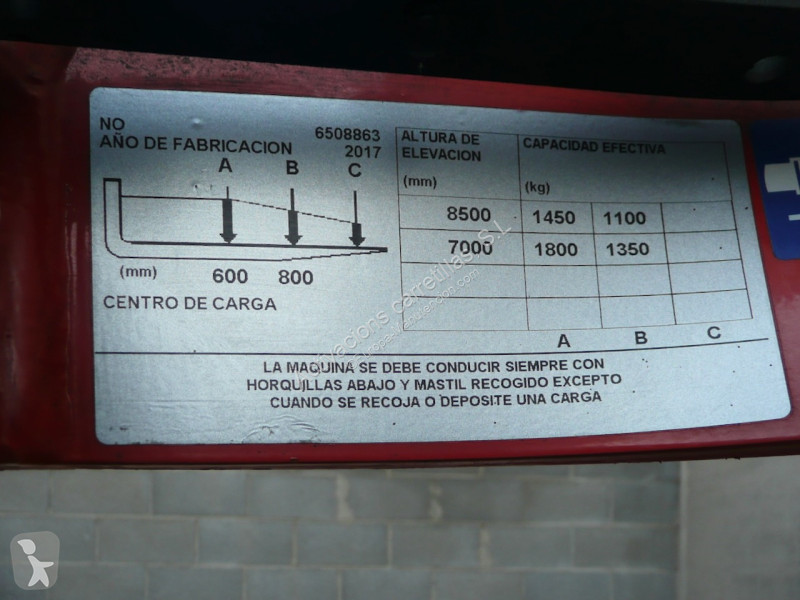 NO 6508863
AÑO DE FABRICACION 2017
A B C
(mm) 600 800
CENTRO DE CARGA
ALTURA DE ELEVACION (mm) CAPACIDAD EFECTIVA (kg)
8500 1450 1100
7000 1800 1350
A B C
LA MAQUINA SE DEBE CONDUCIR SIEMPRE CON
HORQUILLAS ABAJO Y MASTIL RECOGIDO EXCEPTO
CUANDO SE RECOJA O DEPOSITE UNA CARGA
carretillas S.L